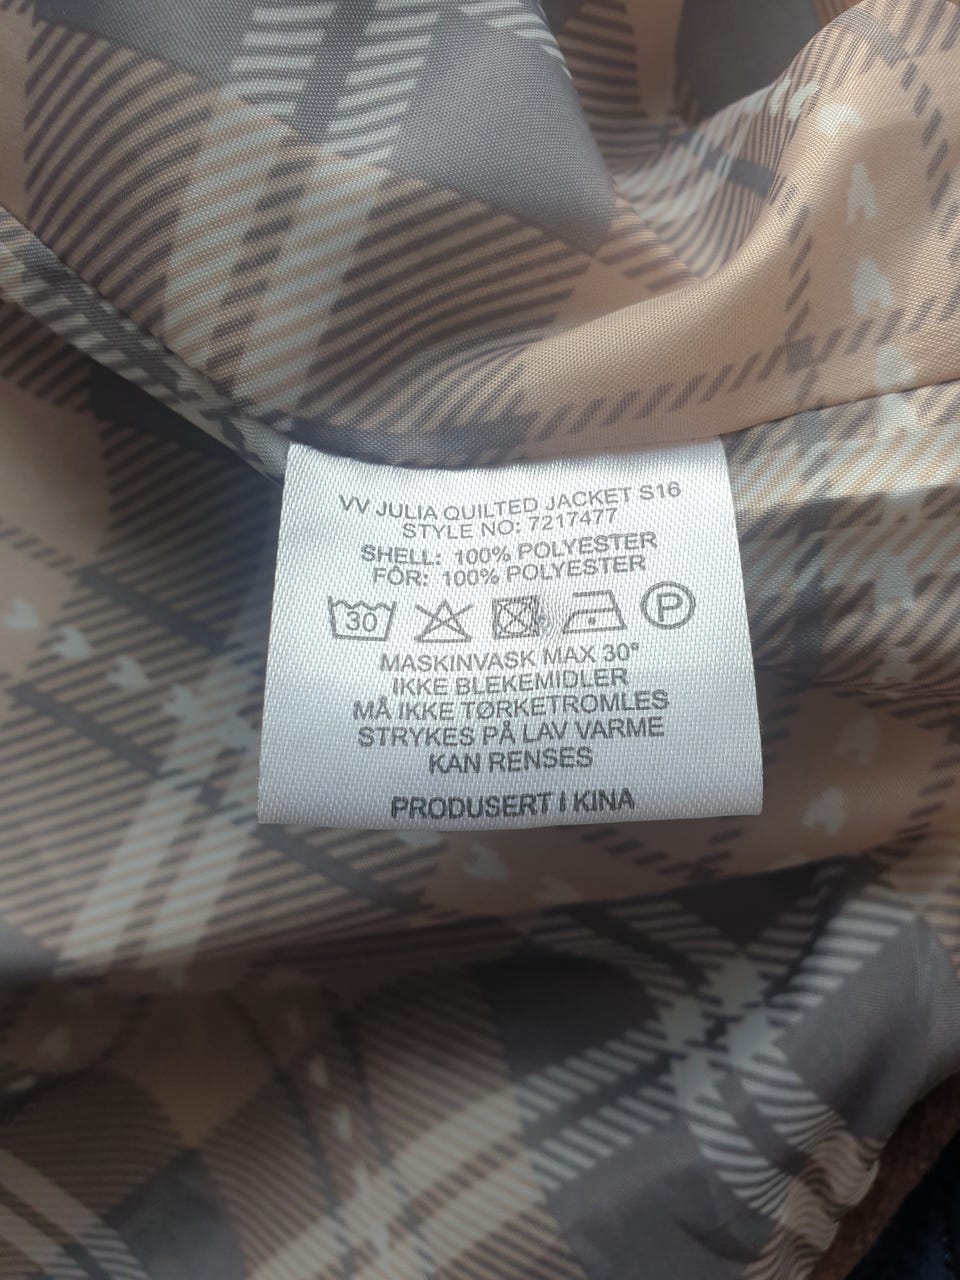 VV JULIA QUILTED JACKET S16
STYLE NO: 7217477
SHELL: 100% POLYESTER
FÔR: 100% POLYESTER
30 P
MASKINVASK MAX 30°
IKKE BLEKEMIDLER
MÅ IKKE TØRKETROMLES
STRYKES PÅ LAV VARME
KAN RENSES
PRODUSERT I KINA